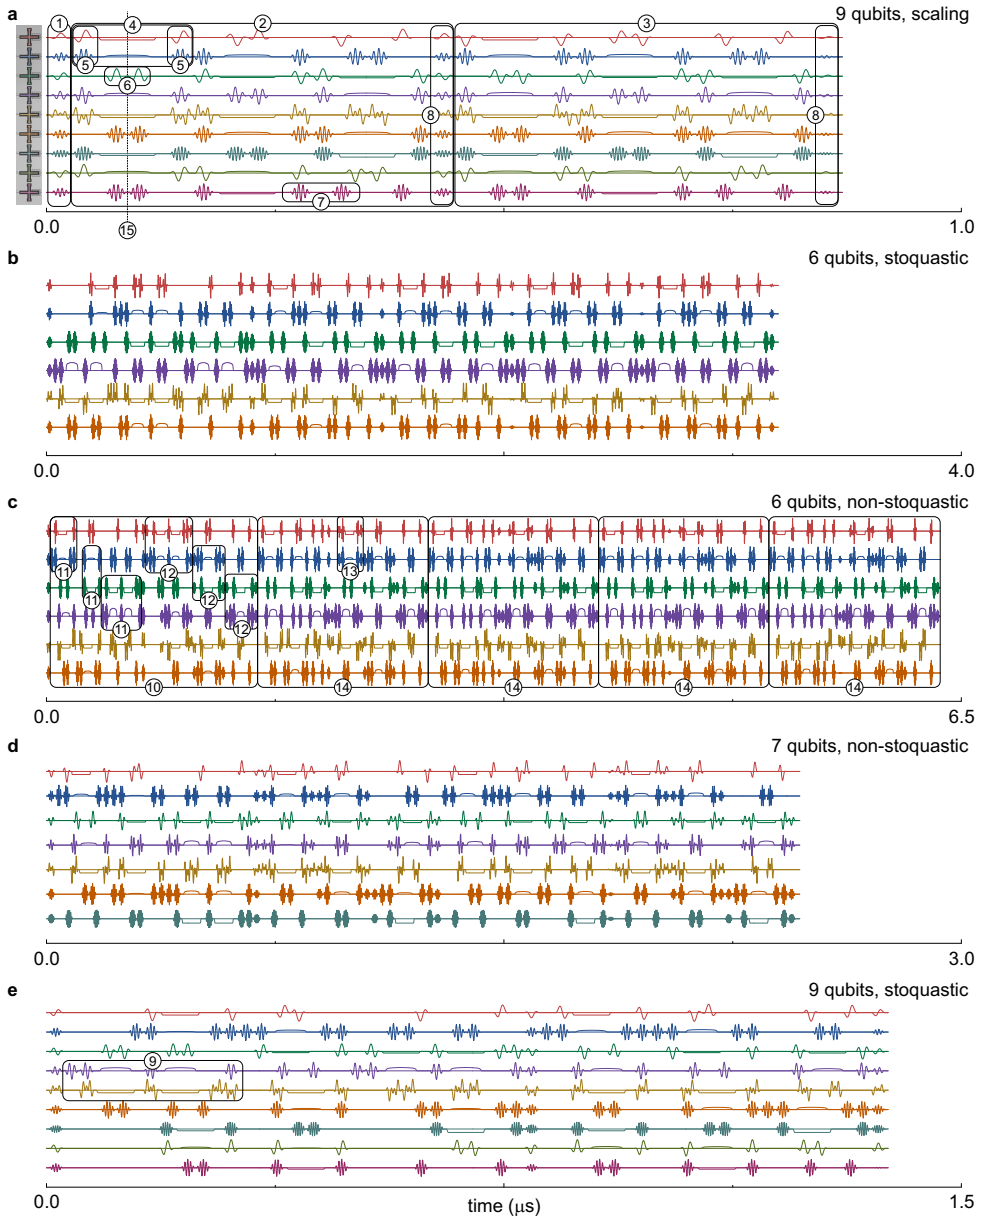 a
9 qubits, scaling
① ④ ② ③
⑤ ⑤
⑥
⑧ ⑧
⑦
0.0 1.0
⑮
b
6 qubits, stoquastic
0.0 4.0
c
6 qubits, non-stoquastic
⑪ ⑫ ⑬
⑪ ⑫
⑪ ⑫
⑩ ⑭ ⑭ ⑭ ⑭
0.0 6.5
d
7 qubits, non-stoquastic
0.0 3.0
e
9 qubits, stoquastic
⑨
0.0 time (μs) 1.5